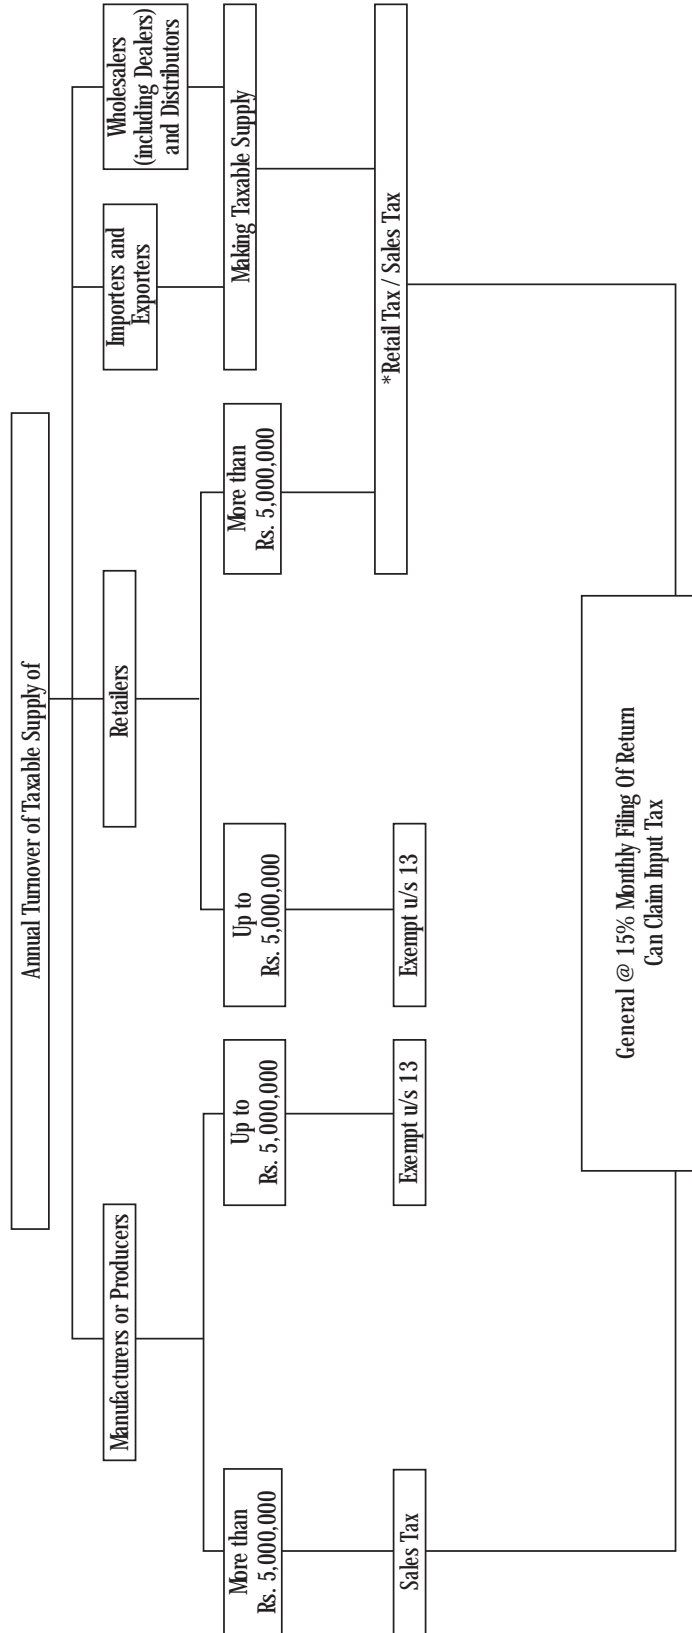 Annual Turnover of Taxable Supply of
Manufacturers or Producers
Retailers
Importers and
Exporters
Wholesalers
(including Dealers)
and Distributors
More than
Rs. 5,000,000
Up to
Rs. 5,000,000
Up to
Rs. 5,000,000
More than
Rs. 5,000,000
Making Taxable Supply
Sales Tax
Exempt u/s 13
Exempt u/s 13
*Retail Tax / Sales Tax
General @ 15% Monthly Filing Of Return
Can Claim Input Tax